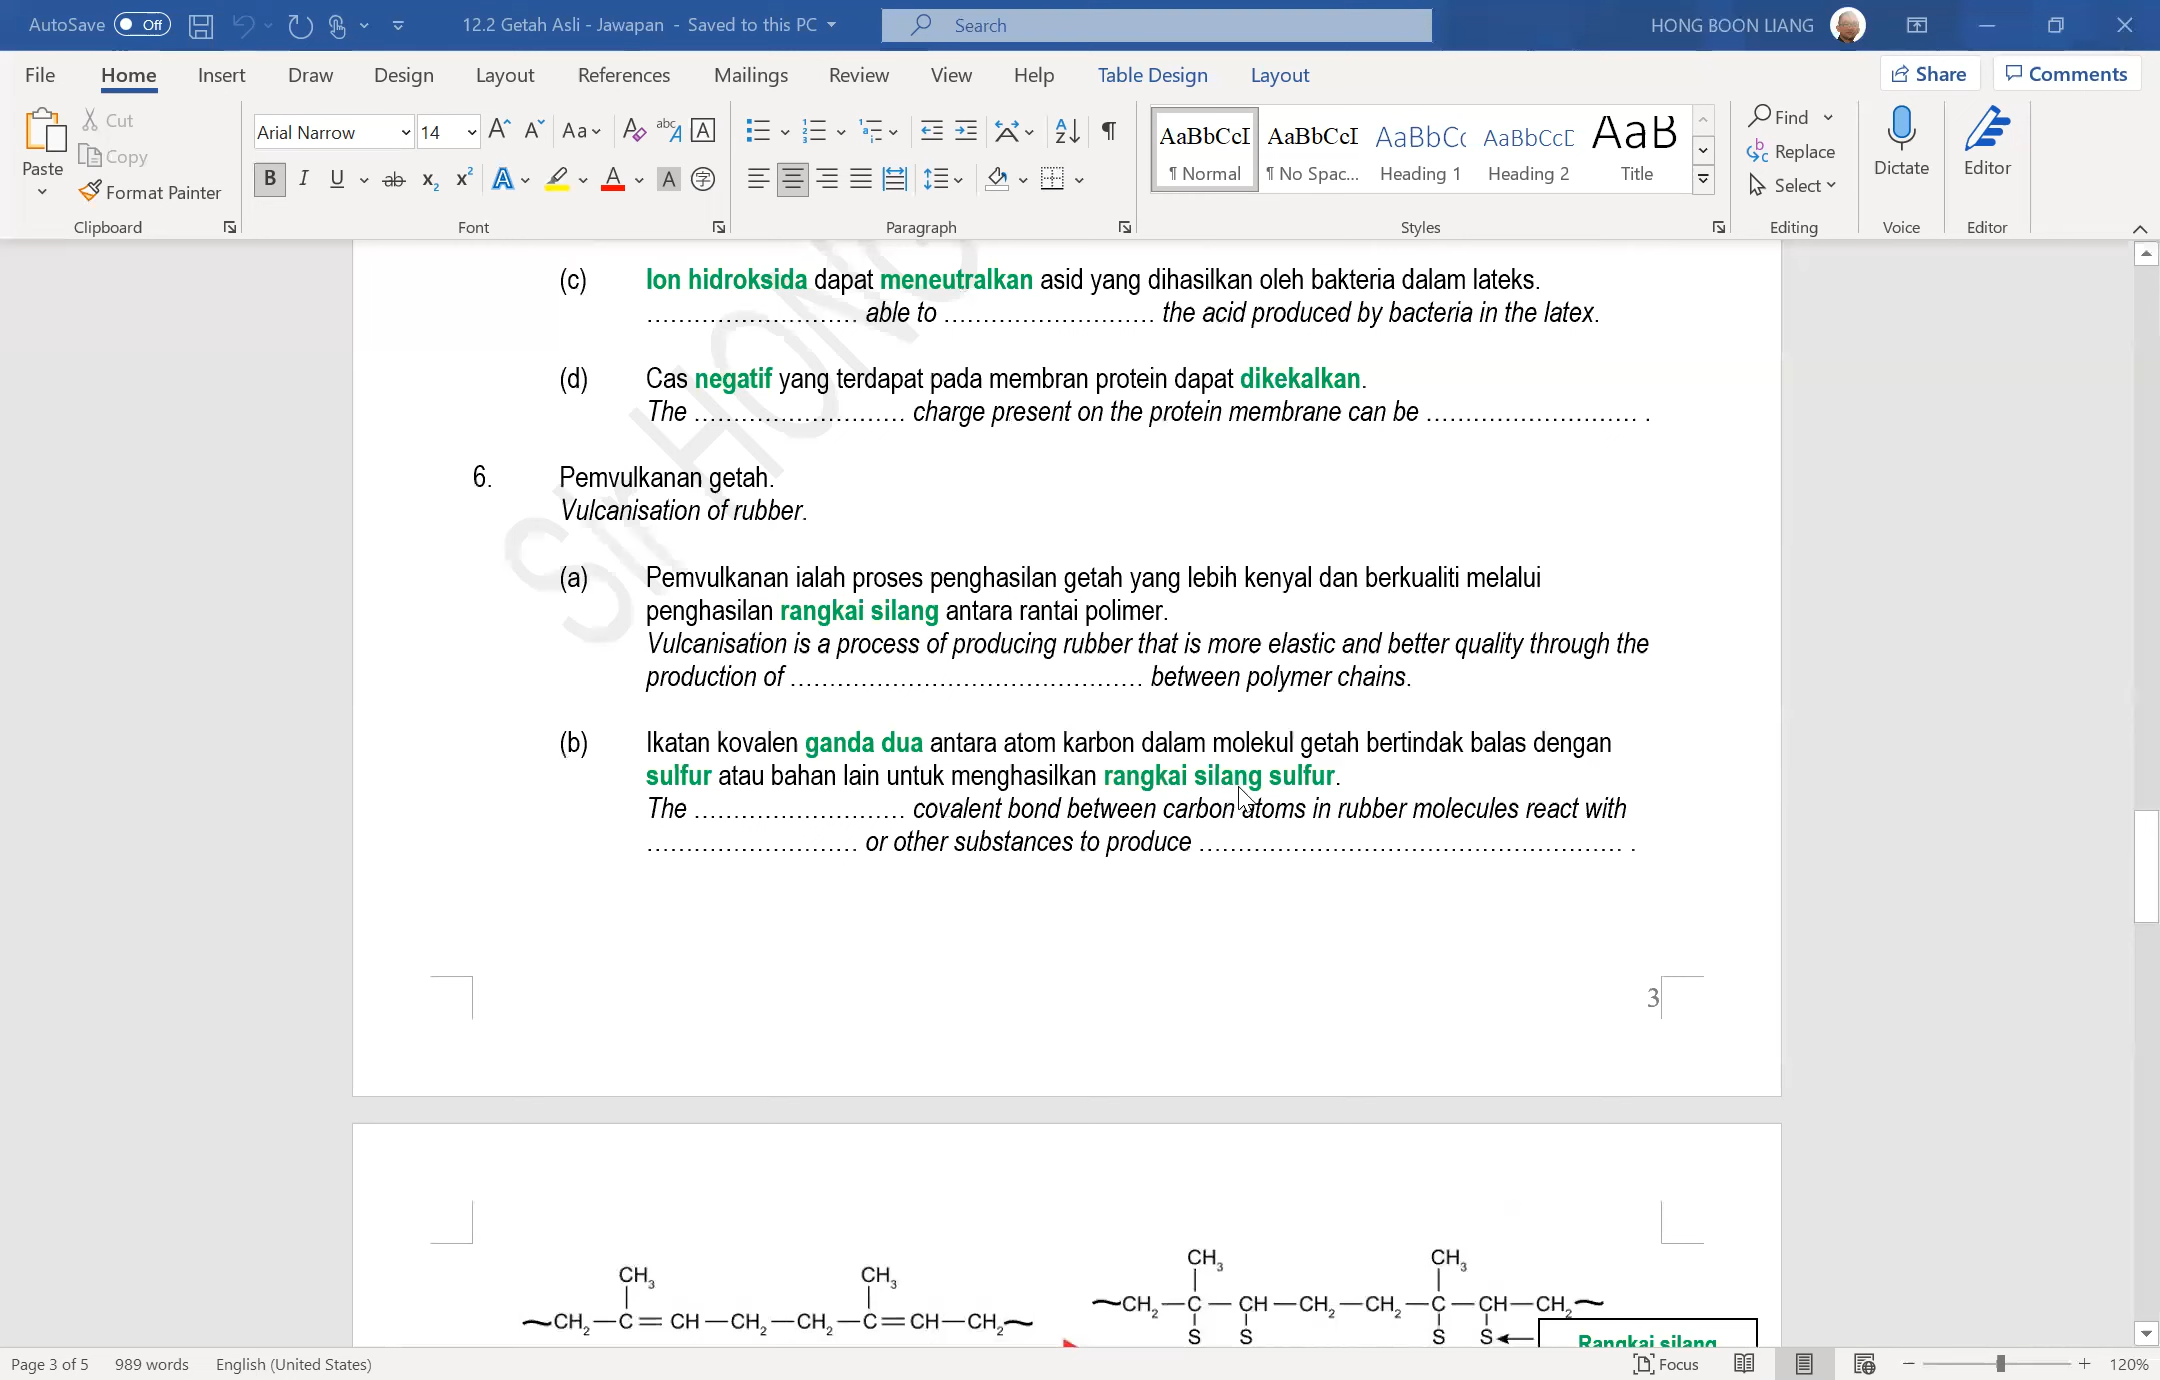 AutoSave Off 12.2 Getah Asli - Jawapan - Saved to this PC Search HONG BOON LIANG
File Home Insert Draw Design Layout References Mailings Review View Help Table Design Layout Share Comments
Paste Cut Copy Format Painter
Clipboard
Arial Narrow 14 Aa
B I U ab x₂ x² A A A
Font
Paragraph
AaBbCcI AaBbCcI AaBbCc AaBbCcD AaB
¶ Normal ¶ No Spac... Heading 1 Heading 2 Title
Styles
Find Replace Select
Editing
Dictate
Voice
Editor
Editor
Sir HONG
(c) Ion hidroksida dapat meneutralkan asid yang dihasilkan oleh bakteria dalam lateks.
............................ able to ............................ the acid produced by bacteria in the latex.
(d) Cas negatif yang terdapat pada membran protein dapat dikekalkan.
The ............................ charge present on the protein membrane can be ............................ .
6. Pemvulkanan getah.
Vulcanisation of rubber.
(a) Pemvulkanan ialah proses penghasilan getah yang lebih kenyal dan berkualiti melalui
penghasilan rangkai silang antara rantai polimer.
Vulcanisation is a process of producing rubber that is more elastic and better quality through the
production of .............................................. between polymer chains.
(b) Ikatan kovalen ganda dua antara atom karbon dalam molekul getah bertindak balas dengan
sulfur atau bahan lain untuk menghasilkan rangkai silang sulfur.
The ............................ covalent bond between carbon atoms in rubber molecules react with
............................ or other substances to produce ........................................................ .
3
CH₃ CH₃
~CH₂—C=CH—CH₂—CH₂—C=CH—CH₂~
CH₃ CH₃
~CH₂—C—CH—CH₂—CH₂—C—CH—CH₂~
S S S S
Rangkai silang
Page 3 of 5 989 words English (United States) Focus 120%